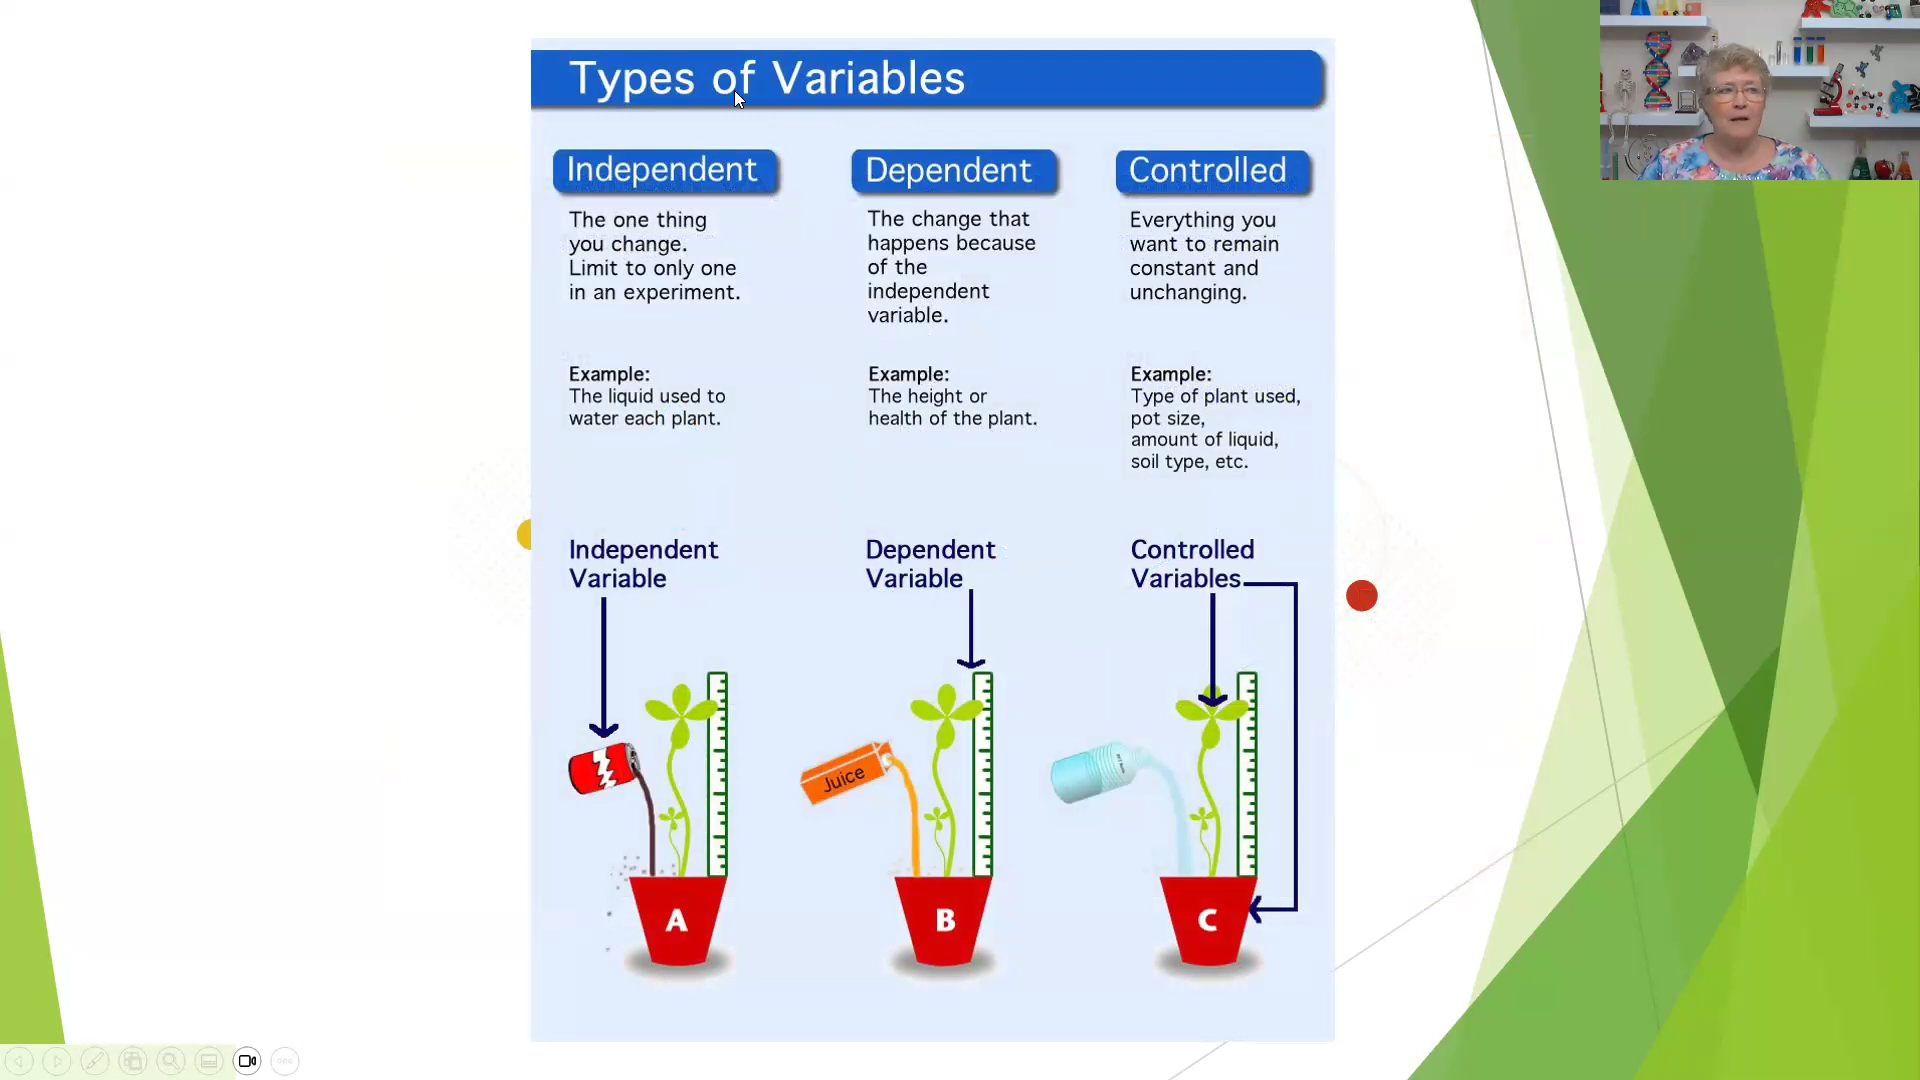 Types of Variables
Independent
The one thing
you change.
Limit to only one
in an experiment.
Example:
The liquid used to
water each plant.
Dependent
The change that
happens because
of the
independent
variable.
Example:
The height or
health of the plant.
Controlled
Everything you
want to remain
constant and
unchanging.
Example:
Type of plant used,
pot size,
amount of liquid,
soil type, etc.
Independent
Variable
Dependent
Variable
Controlled
Variables
Juice
A
B
C